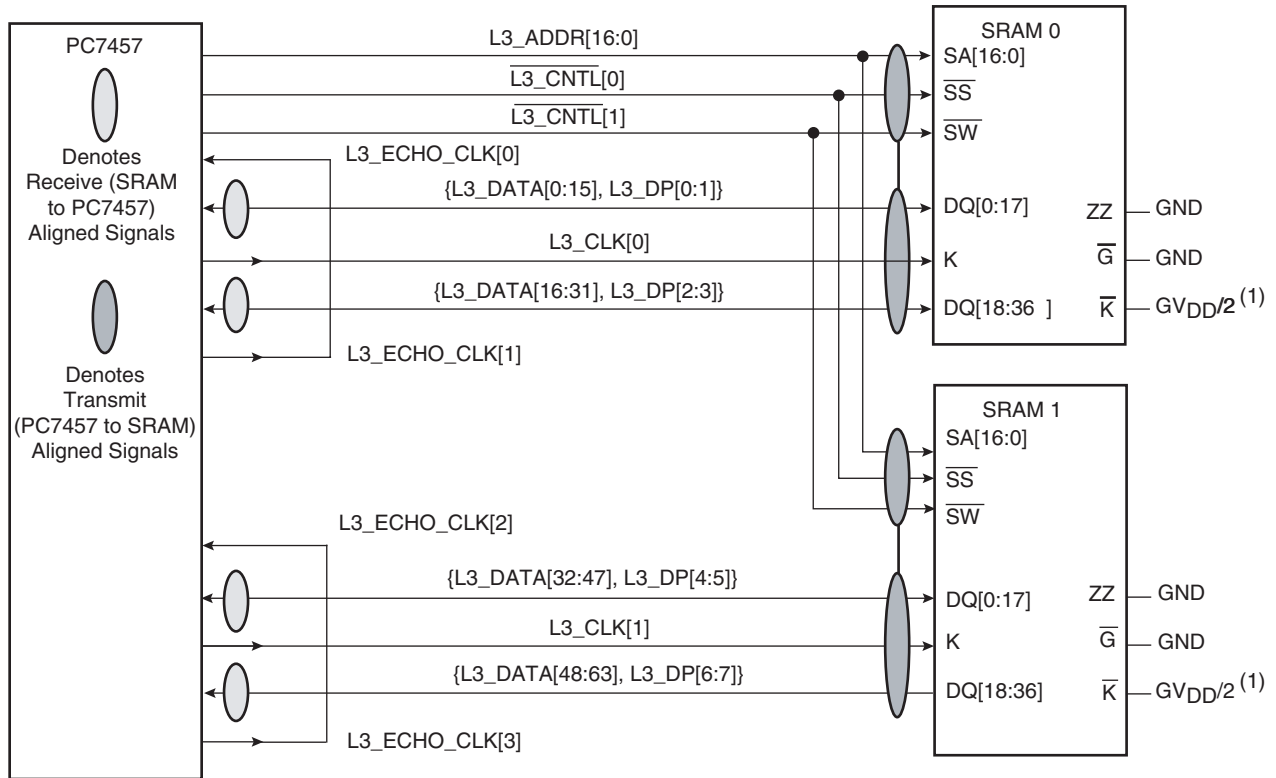 PC7457
Denotes
Receive (SRAM
to PC7457)
Aligned Signals
Denotes
Transmit
(PC7457 to SRAM)
Aligned Signals
L3_ADDR[16:0]
L3_CNTL[0]
L3_CNTL[1]
L3_ECHO_CLK[0]
{L3_DATA[0:15], L3_DP[0:1]}
L3_CLK[0]
{L3_DATA[16:31], L3_DP[2:3]}
L3_ECHO_CLK[1]
SRAM 0
SA[16:0]
SS
SW
DQ[0:17] ZZ GND
K G GND
DQ[18:36 ] K GVDD/2 (1)
L3_ECHO_CLK[2]
{L3_DATA[32:47], L3_DP[4:5]}
L3_CLK[1]
{L3_DATA[48:63], L3_DP[6:7]}
L3_ECHO_CLK[3]
SRAM 1
SA[16:0]
SS
SW
DQ[0:17] ZZ GND
K G GND
DQ[18:36] K GVDD/2 (1)